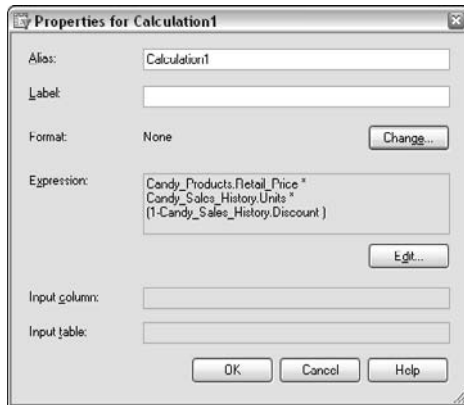 Properties for Calculation1
Alias:
Calculation1
Label:
Format:
None
Change...
Expression:
Candy_Products.Retail_Price *
Candy_Sales_History.Units *
(1-Candy_Sales_History.Discount )
Edit...
Input column:
Input table:
OK
Cancel
Help